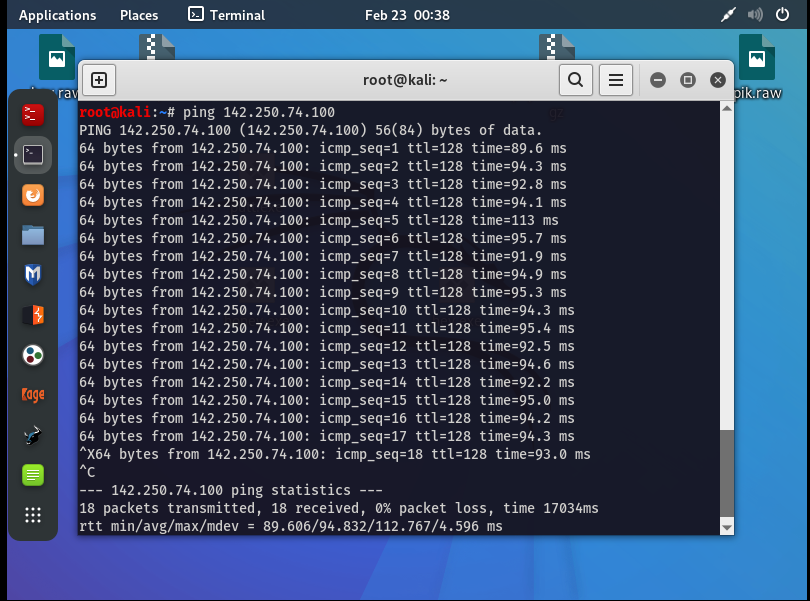 Applications Places Terminal Feb 23 00:38
root@kali: ~
pik.raw
root@kali:~# ping 142.250.74.100
PING 142.250.74.100 (142.250.74.100) 56(84) bytes of data.
64 bytes from 142.250.74.100: icmp_seq=1 ttl=128 time=89.6 ms
64 bytes from 142.250.74.100: icmp_seq=2 ttl=128 time=94.3 ms
64 bytes from 142.250.74.100: icmp_seq=3 ttl=128 time=92.8 ms
64 bytes from 142.250.74.100: icmp_seq=4 ttl=128 time=94.1 ms
64 bytes from 142.250.74.100: icmp_seq=5 ttl=128 time=113 ms
64 bytes from 142.250.74.100: icmp_seq=6 ttl=128 time=95.7 ms
64 bytes from 142.250.74.100: icmp_seq=7 ttl=128 time=91.9 ms
64 bytes from 142.250.74.100: icmp_seq=8 ttl=128 time=94.9 ms
64 bytes from 142.250.74.100: icmp_seq=9 ttl=128 time=95.3 ms
64 bytes from 142.250.74.100: icmp_seq=10 ttl=128 time=94.3 ms
64 bytes from 142.250.74.100: icmp_seq=11 ttl=128 time=95.4 ms
64 bytes from 142.250.74.100: icmp_seq=12 ttl=128 time=92.5 ms
64 bytes from 142.250.74.100: icmp_seq=13 ttl=128 time=94.6 ms
64 bytes from 142.250.74.100: icmp_seq=14 ttl=128 time=92.2 ms
64 bytes from 142.250.74.100: icmp_seq=15 ttl=128 time=95.0 ms
64 bytes from 142.250.74.100: icmp_seq=16 ttl=128 time=94.2 ms
64 bytes from 142.250.74.100: icmp_seq=17 ttl=128 time=94.3 ms
^X64 bytes from 142.250.74.100: icmp_seq=18 ttl=128 time=93.0 ms
^C
--- 142.250.74.100 ping statistics ---
18 packets transmitted, 18 received, 0% packet loss, time 17034ms
rtt min/avg/max/mdev = 89.606/94.832/112.767/4.596 ms